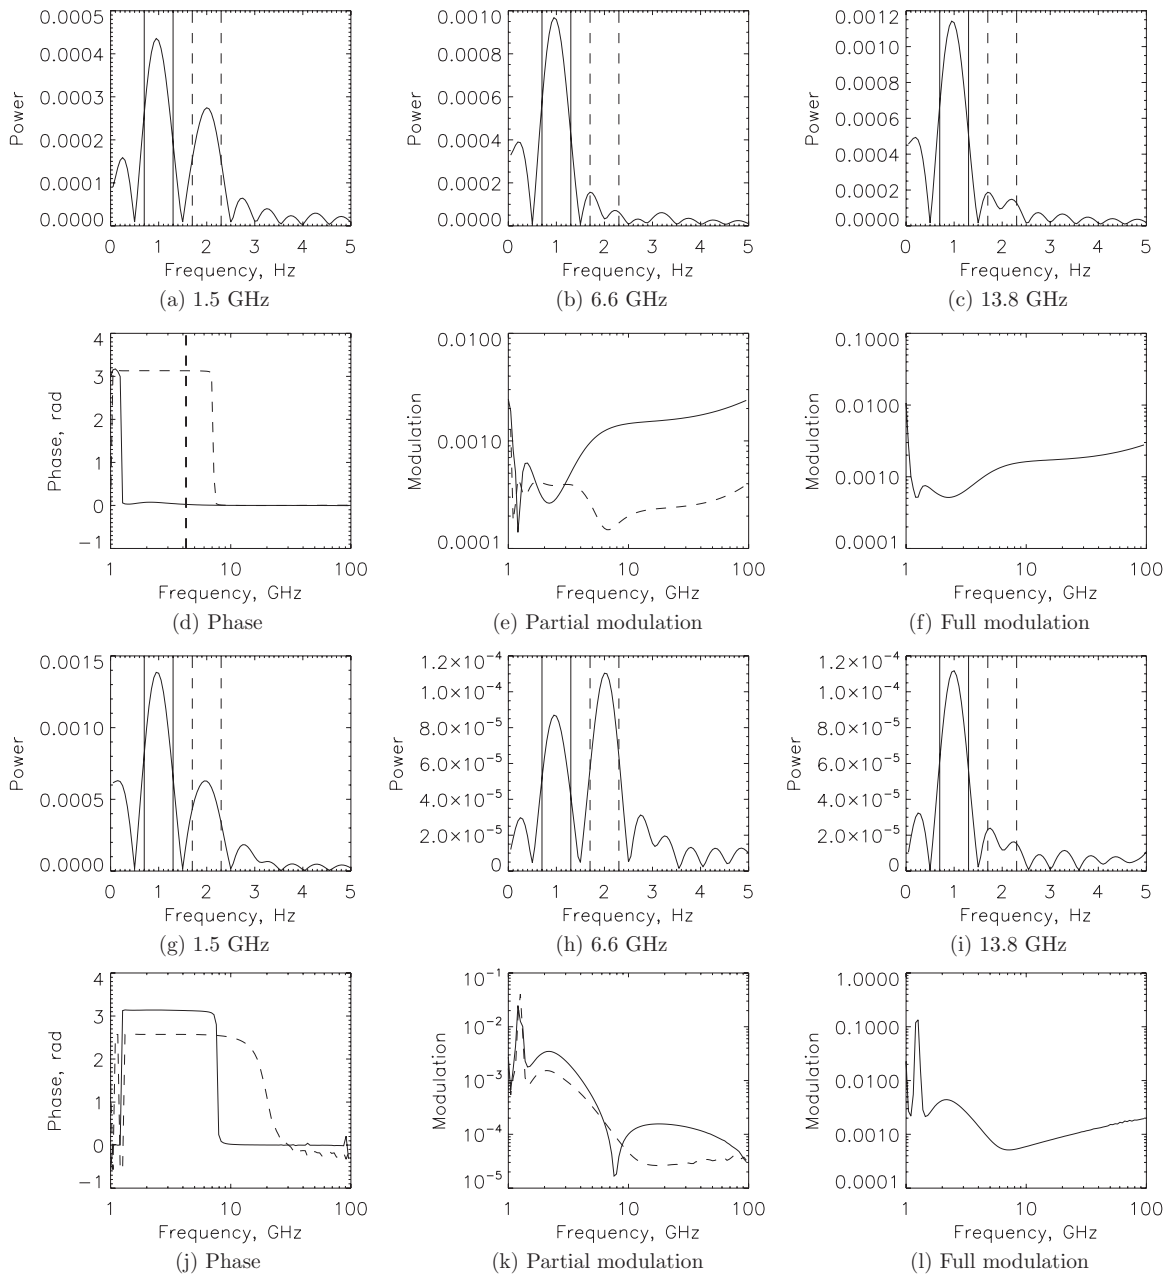 0.0005 0.0010 0.0012
0.0004 0.0008 0.0010
0.0003 0.0006 0.0008
0.0002 0.0004 0.0006
0.0001 0.0002 0.0004
0.0000 0.0000 0.0002
0.0000
Power Power Power
0 1 2 3 4 5 0 1 2 3 4 5 0 1 2 3 4 5
Frequency, Hz Frequency, Hz Frequency, Hz
(a) 1.5 GHz (b) 6.6 GHz (c) 13.8 GHz
4 0.0100 0.1000
3 0.0010 0.0100
2 0.0001 0.0010
1 0.0001
0
−1
Phase, rad Modulation Modulation
1 10 100 1 10 100 1 10 100
Frequency, GHz Frequency, GHz Frequency, GHz
(d) Phase (e) Partial modulation (f) Full modulation
0.0015 1.2×10⁻⁴ 1.2×10⁻⁴
0.0010 1.0×10⁻⁴ 1.0×10⁻⁴
0.0005 8.0×10⁻⁵ 8.0×10⁻⁵
0.0000 6.0×10⁻⁵ 6.0×10⁻⁵
4.0×10⁻⁵ 4.0×10⁻⁵
2.0×10⁻⁵ 2.0×10⁻⁵
0 0
Power Power Power
0 1 2 3 4 5 0 1 2 3 4 5 0 1 2 3 4 5
Frequency, Hz Frequency, Hz Frequency, Hz
(g) 1.5 GHz (h) 6.6 GHz (i) 13.8 GHz
4 10⁻¹ 1.0000
3 10⁻² 0.1000
2 10⁻³ 0.0100
1 10⁻⁴ 0.0010
0 10⁻⁵ 0.0001
−1
Phase, rad Modulation Modulation
1 10 100 1 10 100 1 10 100
Frequency, GHz Frequency, GHz Frequency, GHz
(j) Phase (k) Partial modulation (l) Full modulation